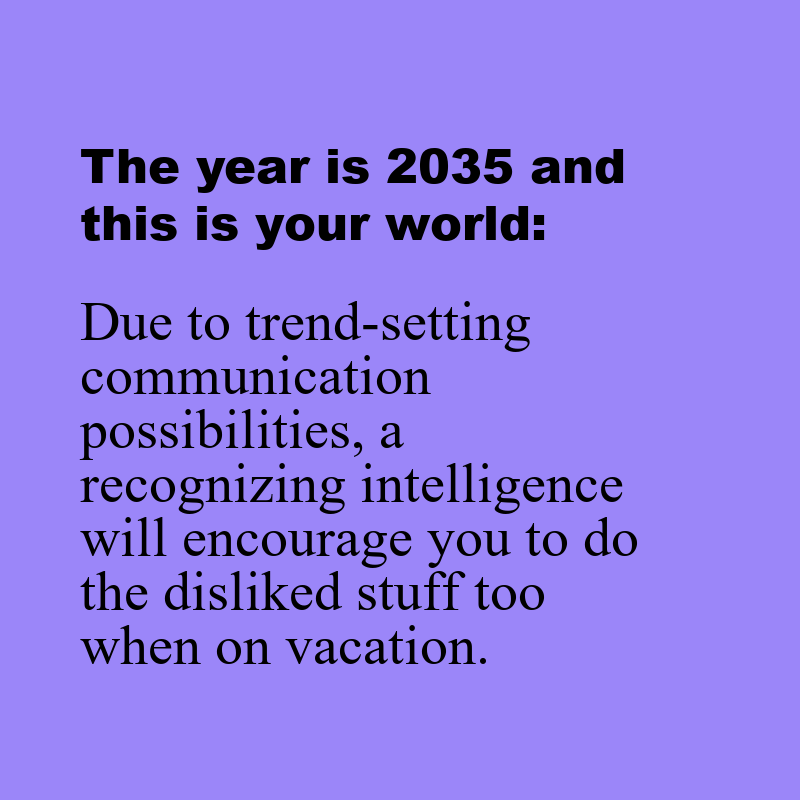 The year is 2035 and
this is your world:
Due to trend-setting
communication
possibilities, a
recognizing intelligence
will encourage you to do
the disliked stuff too
when on vacation.